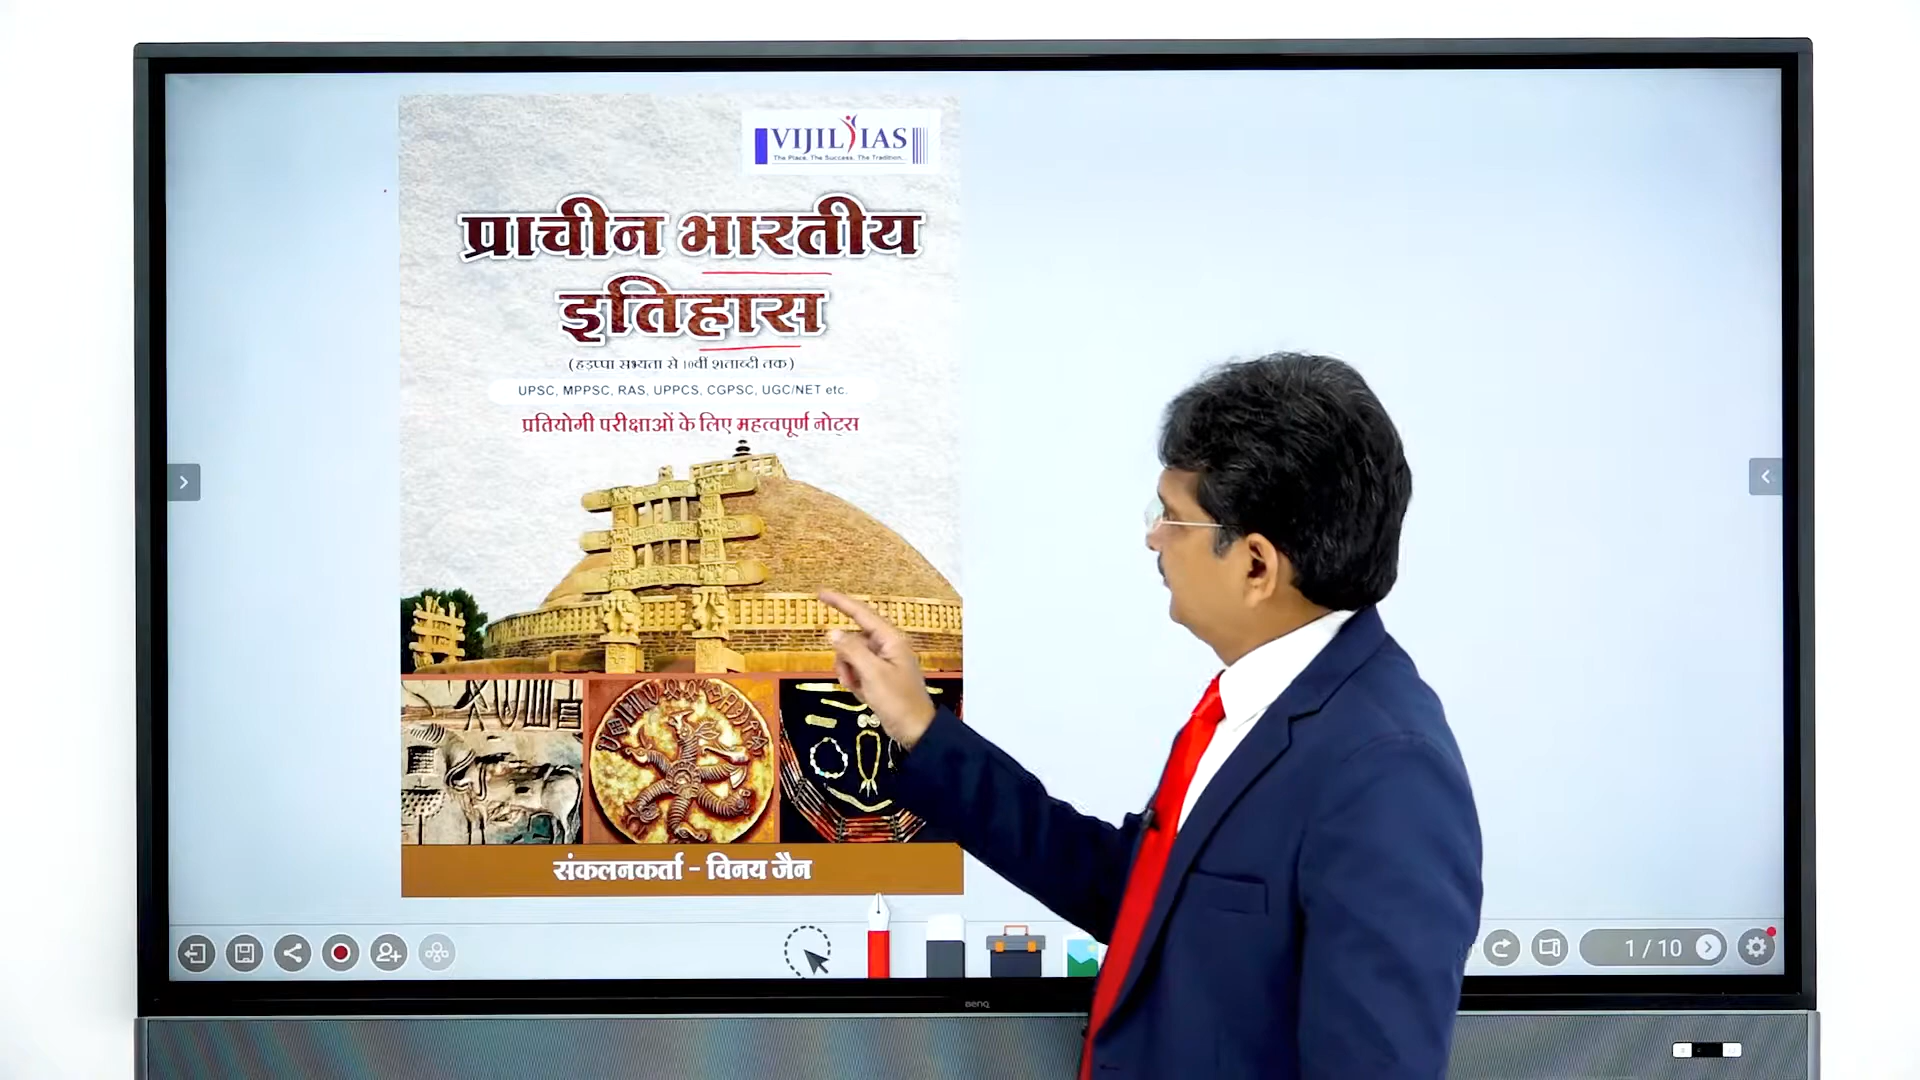 VIJIL IAS
The Place. The Success. The Tradition...
प्राचीन भारतीय
इतिहास
(हड़प्पा सभ्यता से 10वीं शताब्दी तक)
UPSC, MPPSC, RAS, UPPCS, CGPSC, UGC/NET etc.
प्रतियोगी परीक्षाओं के लिए महत्वपूर्ण नोट्स
संकलनकर्ता - विनय जैन
1 / 10
BenQ